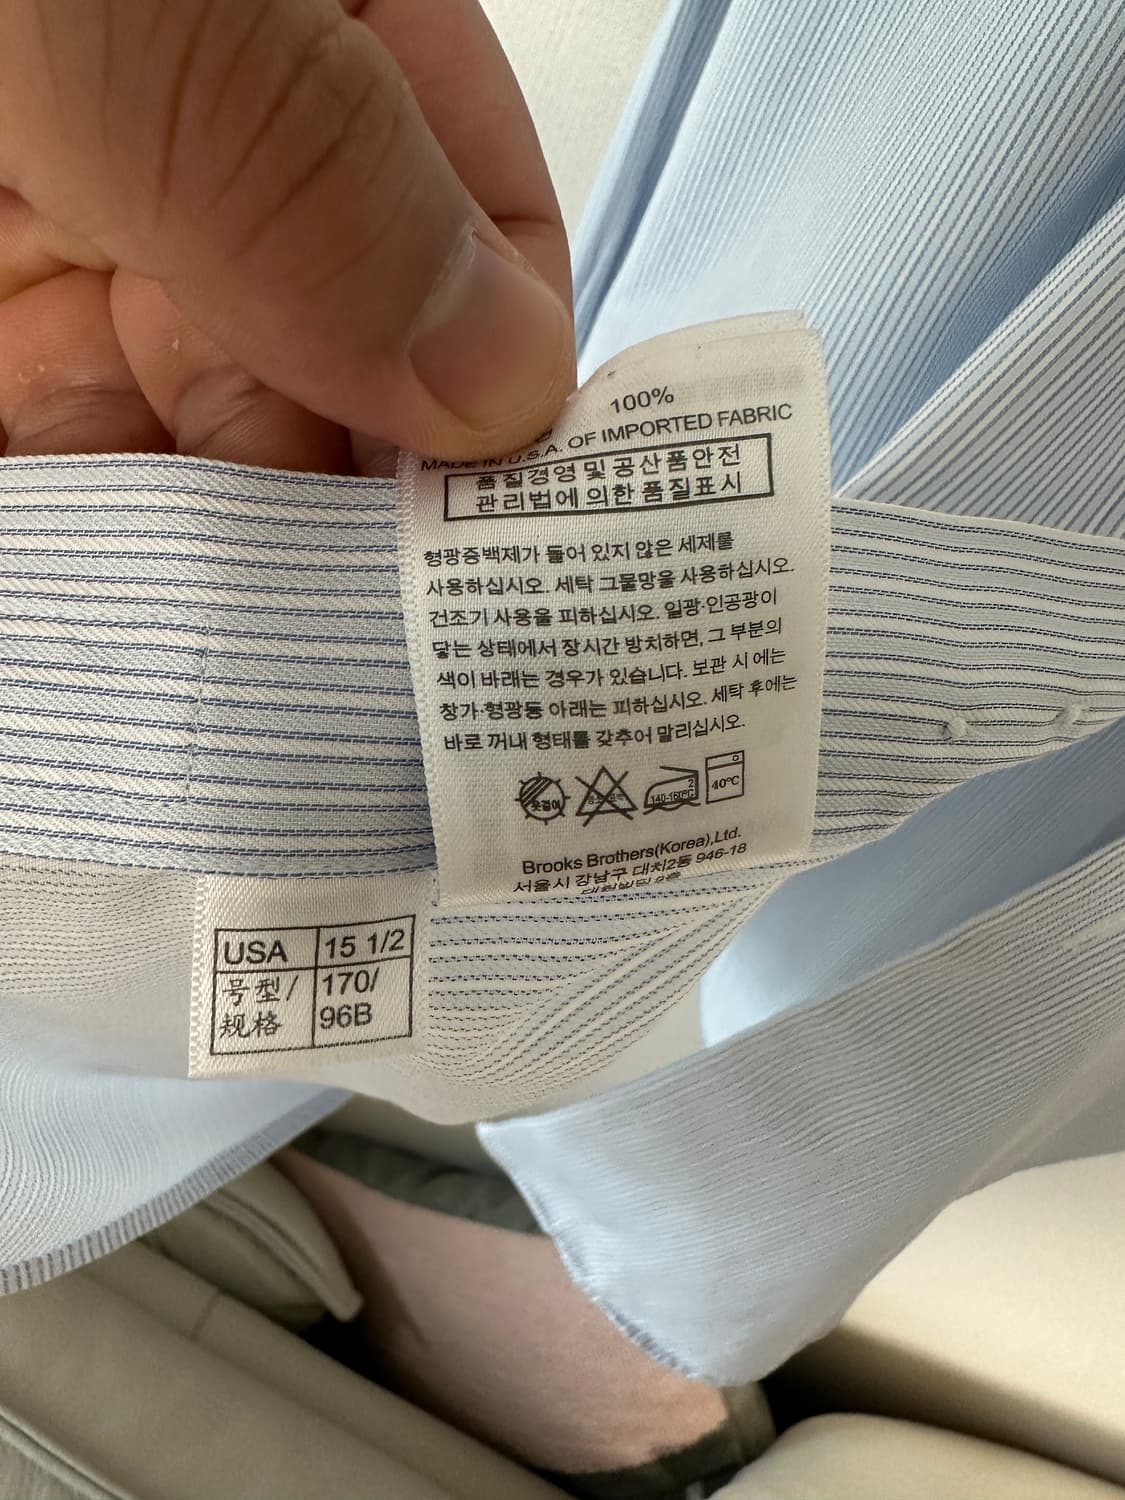 100%
MADE IN U.S.A. OF IMPORTED FABRIC
품질경영 및 공산품안전
관리법에 의한 품질표시
형광증백제가 들어 있지 않은 세제를
사용하십시오. 세탁 그물망을 사용하십시오.
건조기 사용을 피하십시오. 일광·인공광이
닿는 상태에서 장시간 방치하면, 그 부분의
색이 바래는 경우가 있습니다. 보관 시 에는
창가·형광등 아래는 피하십시오. 세탁 후에는
바로 꺼내 형태를 갖추어 말리십시오.
옷걸이
2
140-160°C
40°C
Brooks Brothers(Korea),Ltd.
서울시 강남구 대치2동 946-18
USA 15 1/2
号型/ 170/
规格 96B